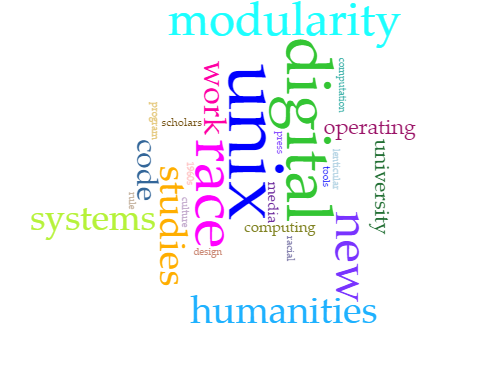 modularity
digital
unix
work
computation
program
scholars
press
operating
race
code
lenticular
university
tools
1960s
studies
media
rule
culture
systems
new
computing
racial
design
humanities